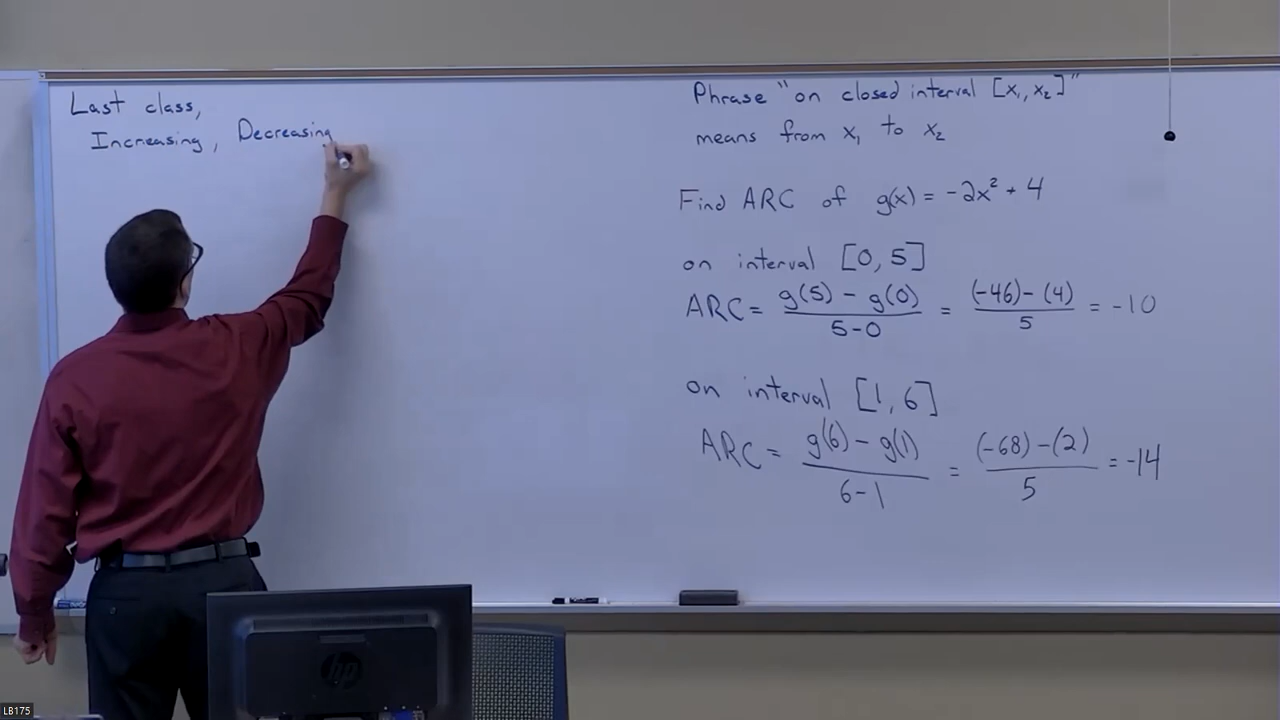 Last class,
Increasing, Decreasing
Phrase "on closed interval [x₁, x₂]"
means from x₁ to x₂
Find ARC of g(x) = -2x² + 4
on interval [0, 5]
ARC = (g(5) - g(0))/(5-0) = ((-46)-(4))/5 = -10
on interval [1, 6]
ARC = (g(6) - g(1))/(6-1) = ((-68)-(2))/5 = -14
hp
LB175